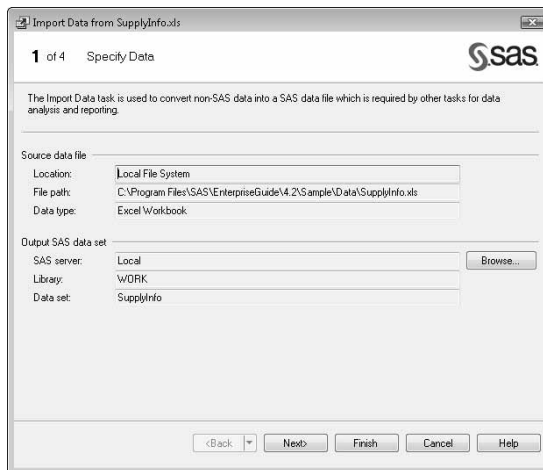 Import Data from SupplyInfo.xls
1 of 4 Specify Data
sas
The Import Data task is used to convert non-SAS data into a SAS data file which is required by other tasks for data
analysis and reporting.
Source data file
Location: Local File System
File path: C:\Program Files\SAS\EnterpriseGuide\4.2\Sample\Data\SupplyInfo.xls
Data type: Excel Workbook
Output SAS data set
SAS server: Local Browse...
Library: WORK
Data set: SupplyInfo
<Back Next> Finish Cancel Help